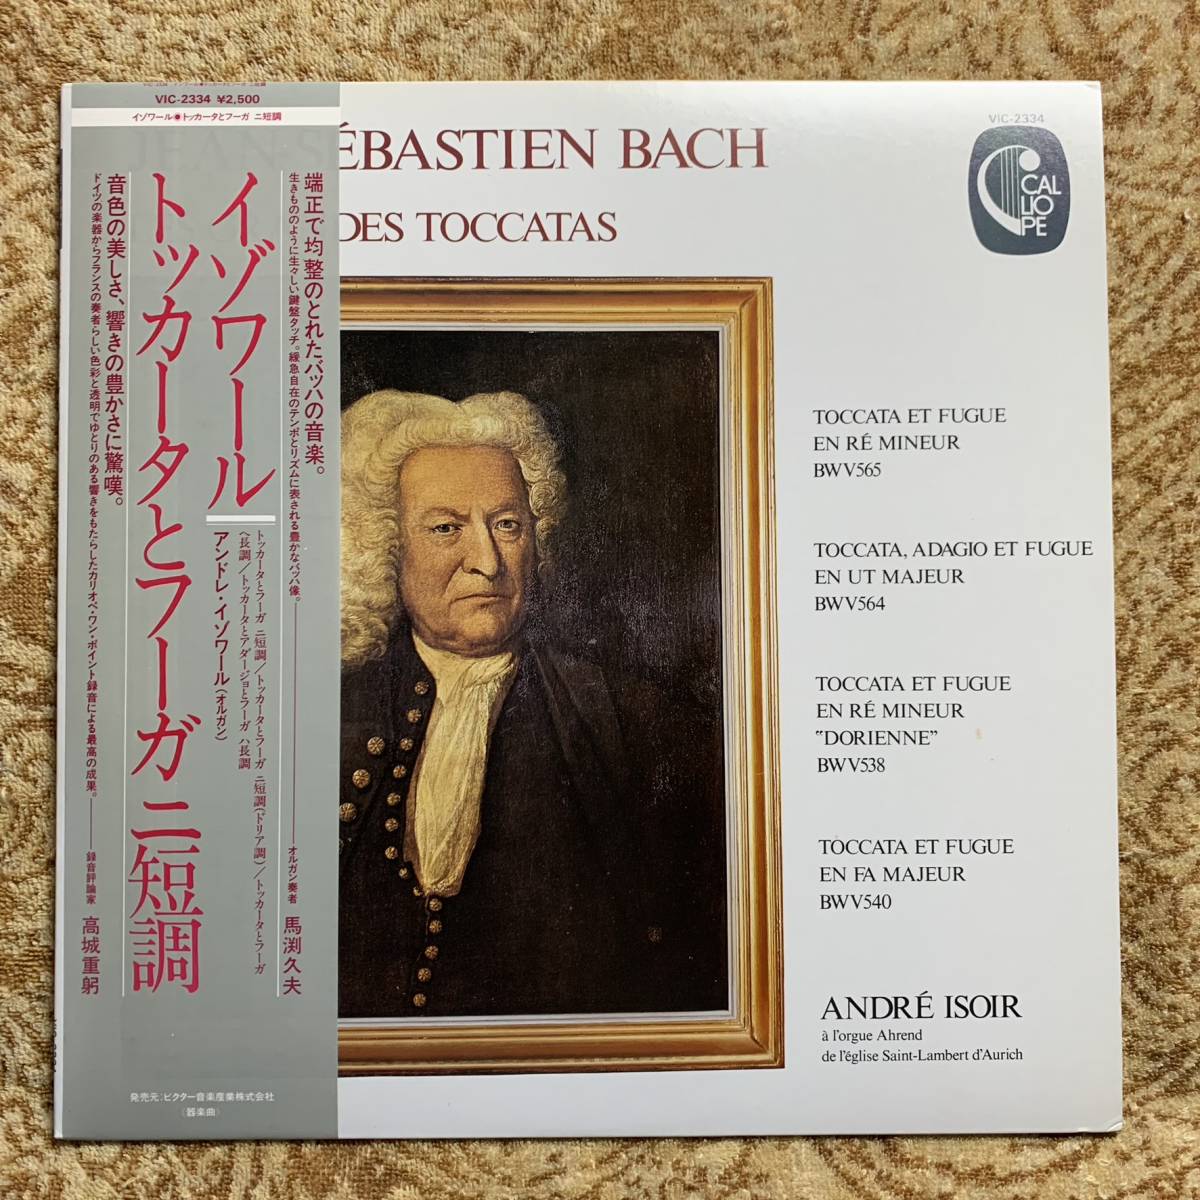 VIC-2334 ¥2,500
イゾワール●トッカータとフーガ ニ短調
端正で均整のとれたバッハの音楽。
生きもののように生々しい鍵盤タッチ。緩急自在のテンポとリズムに表される豊かなバッハ像。
オルガン奏者 馬渕久夫
イゾワール
アンドレ・イゾワール(オルガン)
トッカータとフーガ ニ短調/トッカータとフーガ ニ短調(ドリア調)/トッカータとフーガ
ヘ長調/トッカータとアダージョとフーガ ハ長調
トッカータとフーガ ニ短調
音色の美しさ、響きの豊かさに驚嘆。
ドイツの楽器からフランスの奏者らしい色彩と透明でゆとりのある響きをもたらしたカリオペ・ワン・ポイント録音による最高の成果。
録音評論家 高城重躬
発売元:ビクター音楽産業株式会社
(器楽曲)
JEAN-SÉBASTIEN BACH
DES TOCCATAS
VIC-2334
CAL
LIO
PE
TOCCATA ET FUGUE
EN RÉ MINEUR
BWV565
TOCCATA, ADAGIO ET FUGUE
EN UT MAJEUR
BWV564
TOCCATA ET FUGUE
EN RÉ MINEUR
"DORIENNE"
BWV538
TOCCATA ET FUGUE
EN FA MAJEUR
BWV540
ANDRÉ ISOIR
à l'orgue Ahrend
de l'église Saint-Lambert d'Aurich